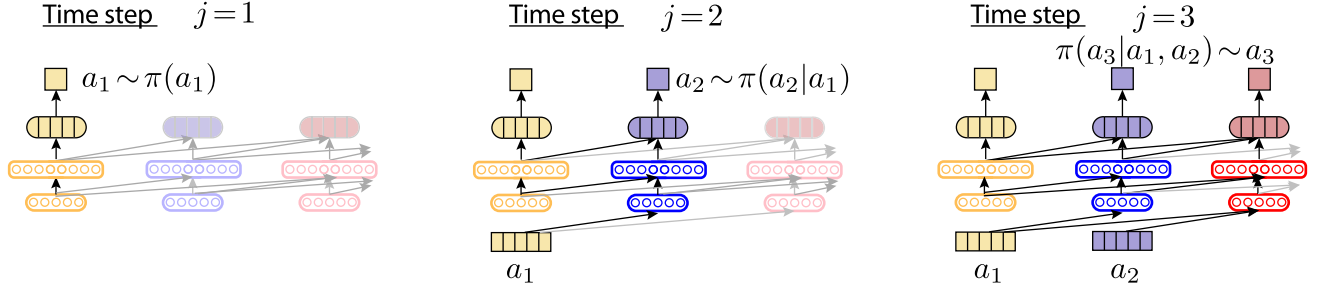 Time step j=1
a₁ ∼ π(a₁)
Time step j=2
a₂ ∼ π(a₂|a₁)
a₁
Time step j=3
π(a₃|a₁, a₂) ∼ a₃
a₁ a₂